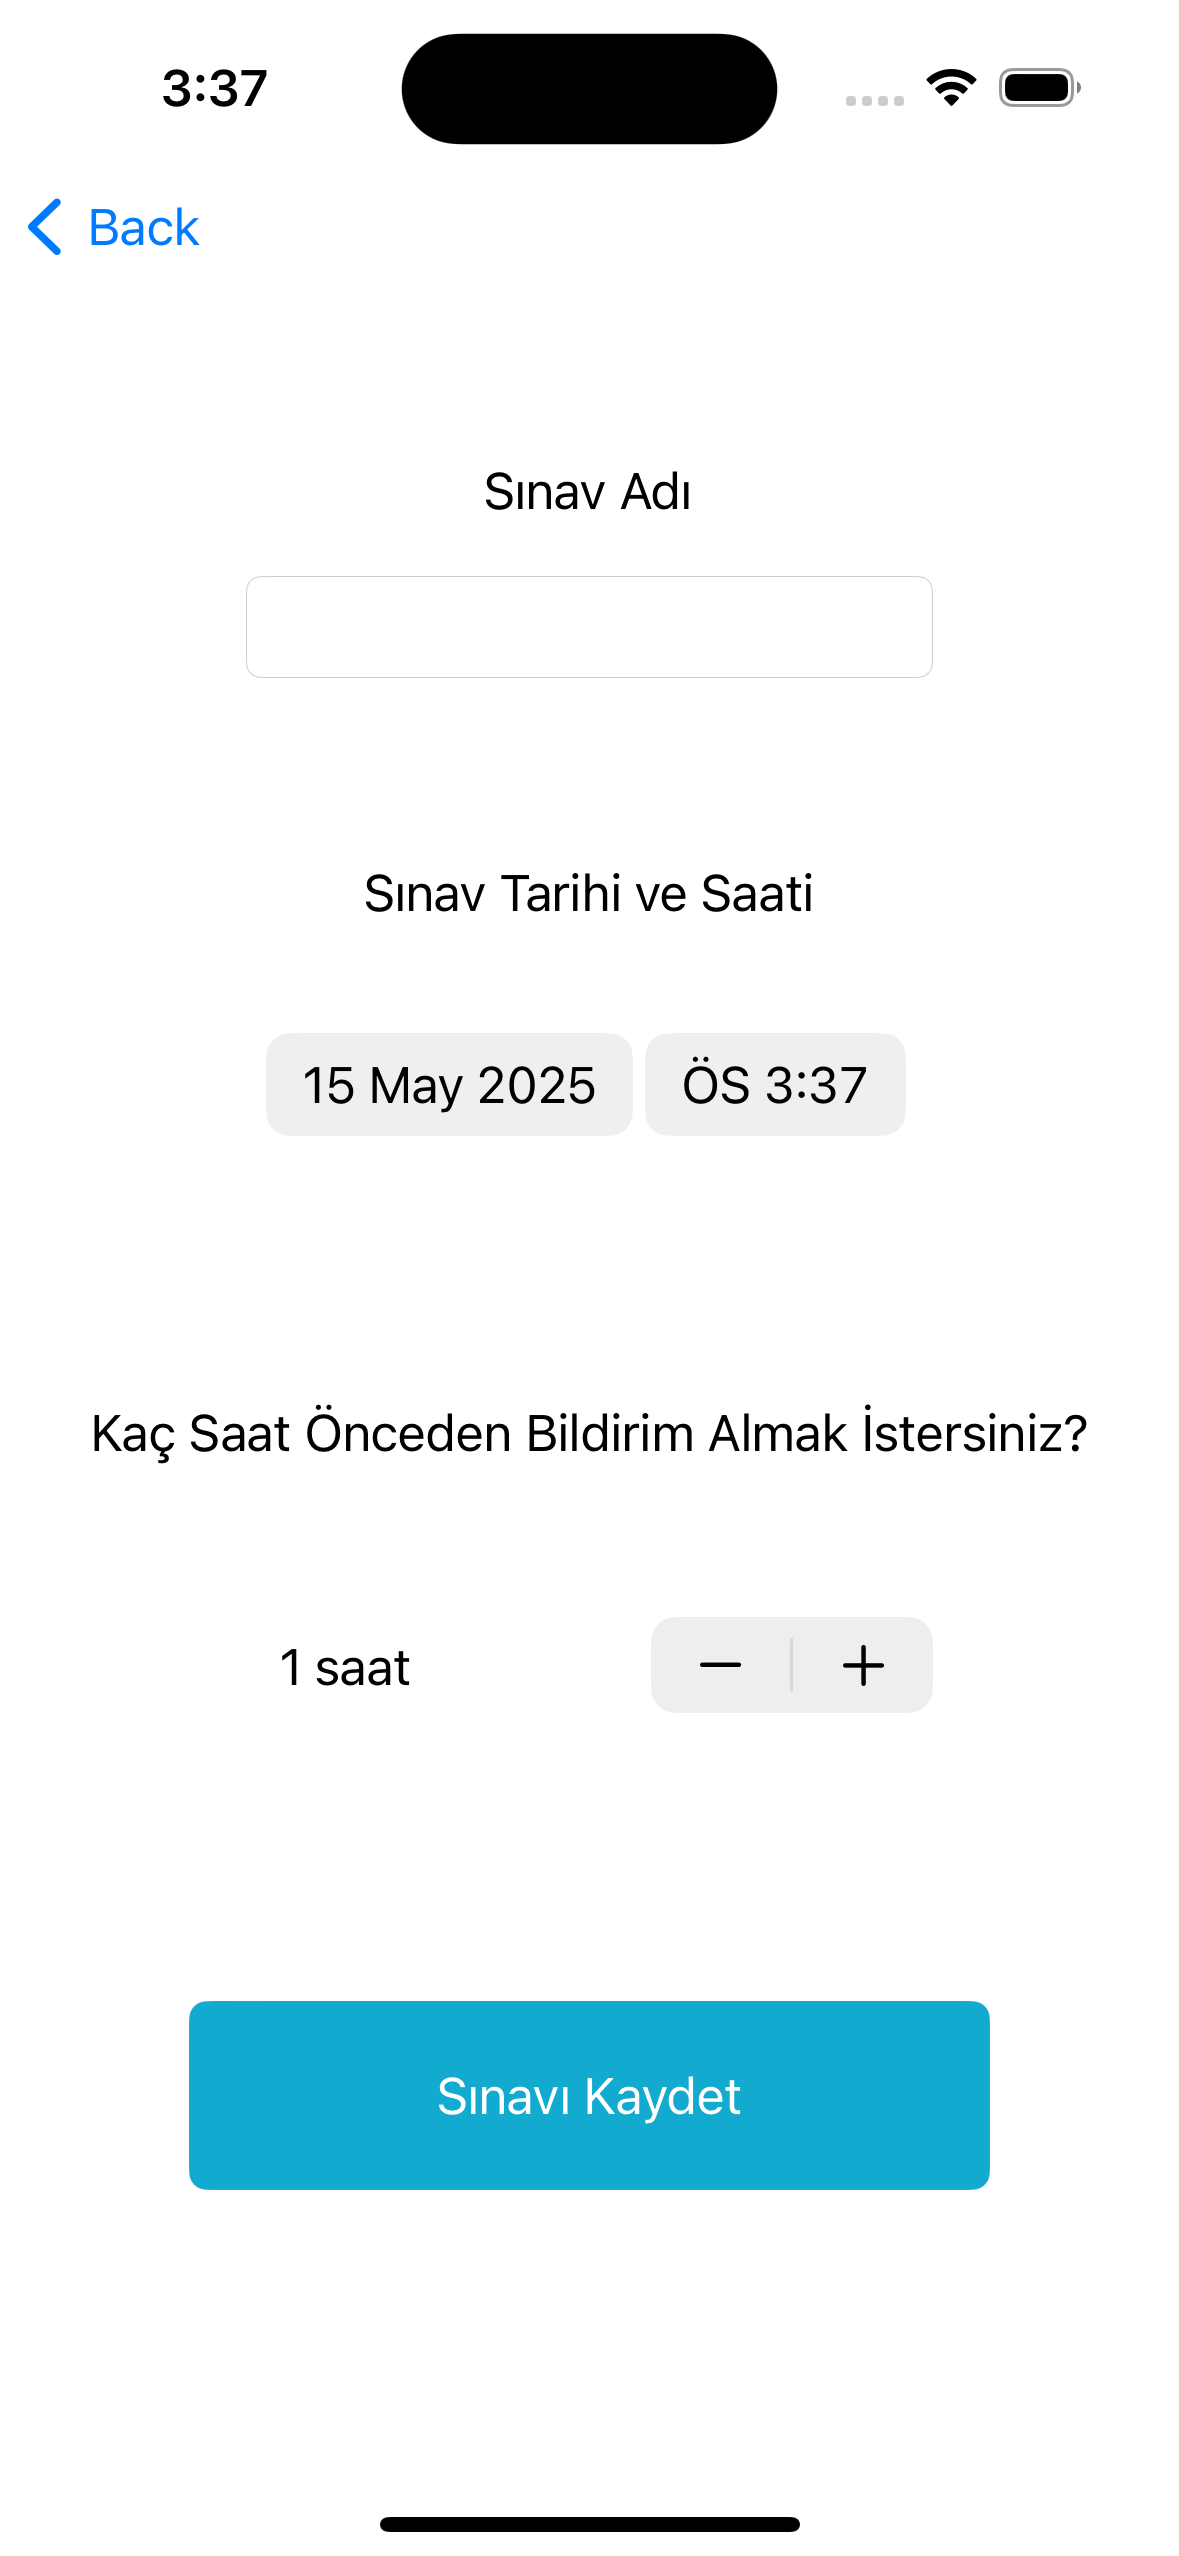 3:37
Back
Sınav Adı
Sınav Tarihi ve Saati
15 May 2025 ÖS 3:37
Kaç Saat Önceden Bildirim Almak İstersiniz?
1 saat
Sınavı Kaydet